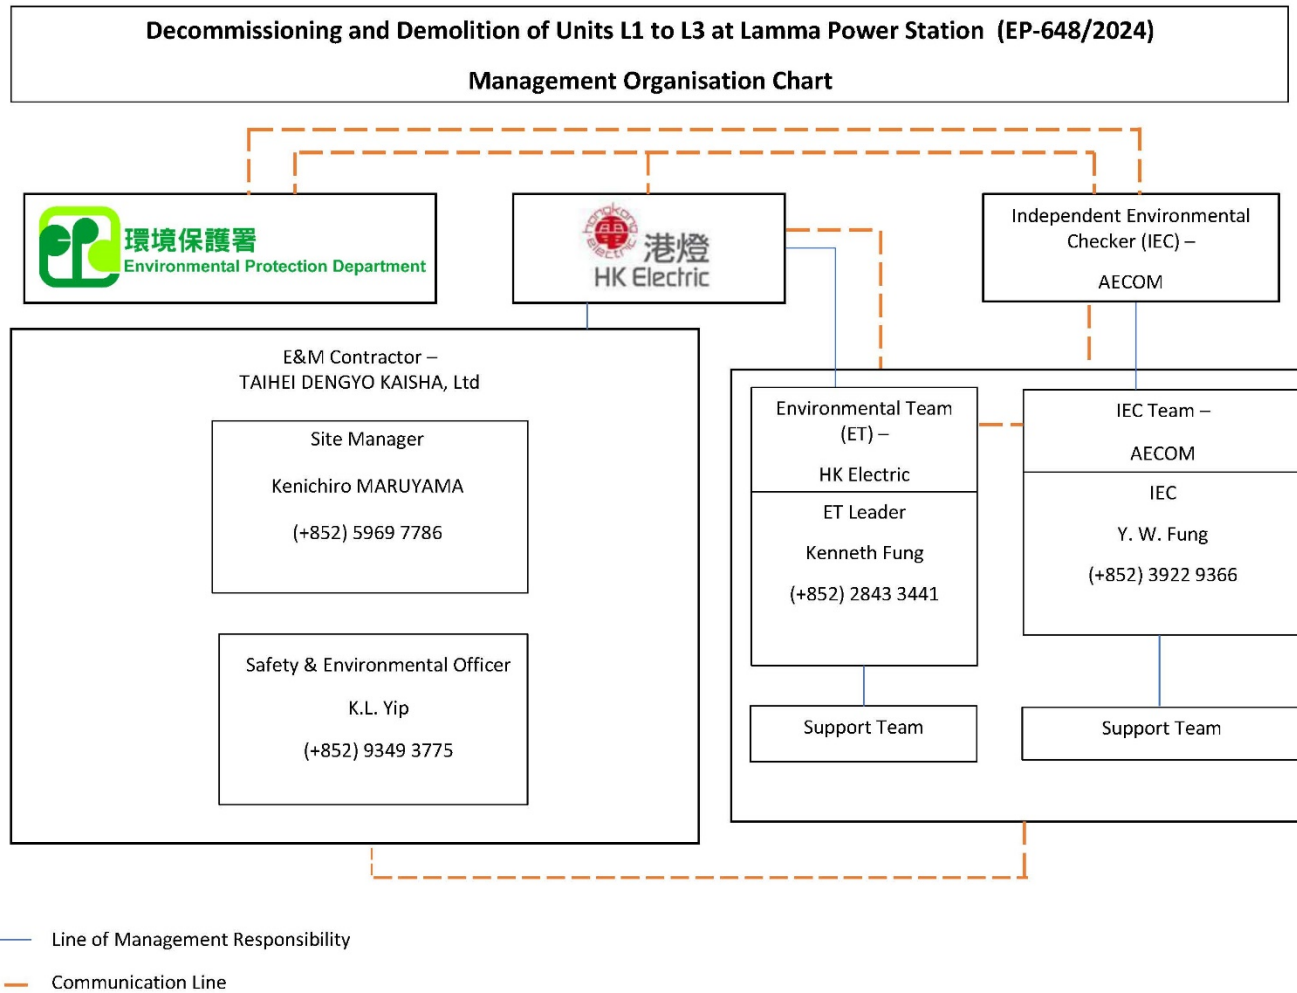 Decommissioning and Demolition of Units L1 to L3 at Lamma Power Station (EP-648/2024)
Management Organisation Chart
環境保護署
Environmental Protection Department
hongkong electric
電
港燈
HK Electric
Independent Environmental
Checker (IEC) –
AECOM
E&M Contractor –
TAIHEI DENGYO KAISHA, Ltd
Site Manager
Kenichiro MARUYAMA
(+852) 5969 7786
Safety & Environmental Officer
K.L. Yip
(+852) 9349 3775
Environmental Team
(ET) –
HK Electric
ET Leader
Kenneth Fung
(+852) 2843 3441
Support Team
IEC Team –
AECOM
IEC
Y. W. Fung
(+852) 3922 9366
Support Team
Line of Management Responsibility
Communication Line